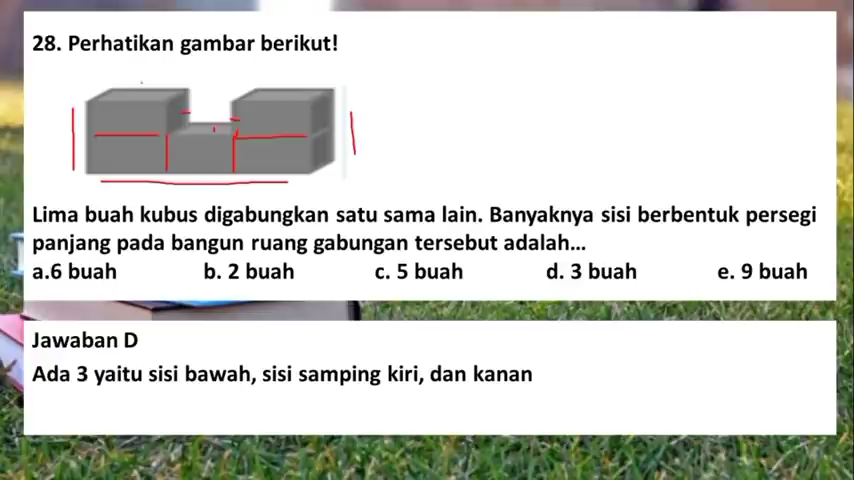 28. Perhatikan gambar berikut!
Lima buah kubus digabungkan satu sama lain. Banyaknya sisi berbentuk persegi
panjang pada bangun ruang gabungan tersebut adalah...
a.6 buah b. 2 buah c. 5 buah d. 3 buah e. 9 buah
Jawaban D
Ada 3 yaitu sisi bawah, sisi samping kiri, dan kanan